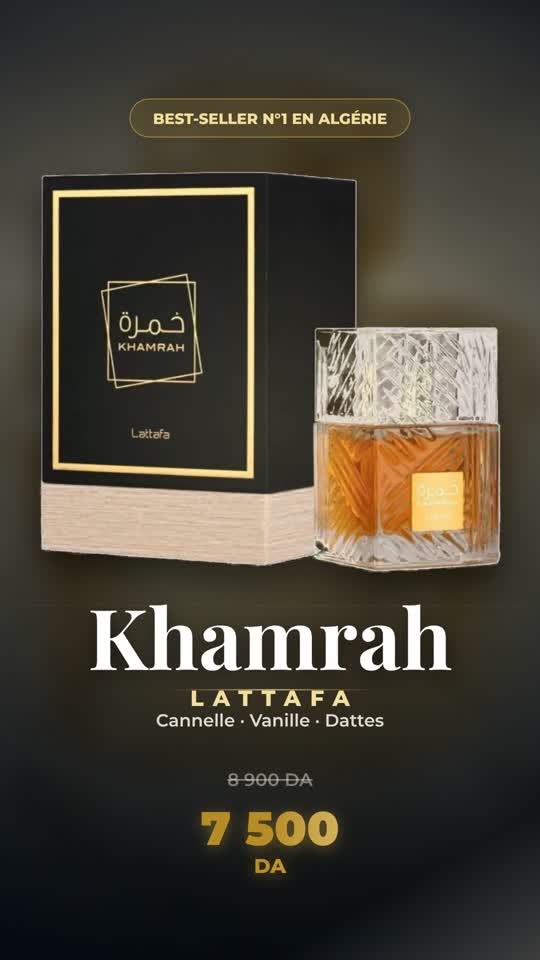 BEST-SELLER N°1 EN ALGÉRIE
خمرة
KHAMRAH
Lattafa
خمرة
Khamrah
LATTAFA
Cannelle · Vanille · Dattes
8 900 DA
7 500
DA